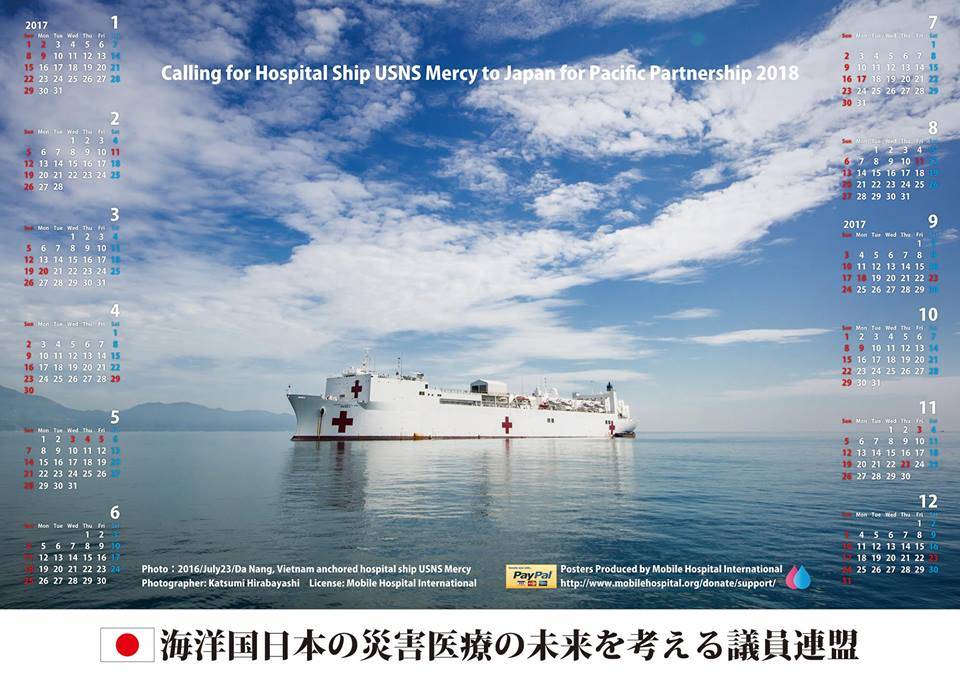 Calling for Hospital Ship USNS Mercy to Japan for Pacific Partnership 2018
2017 1
Sun Mon Tue Wed Thu Fri Sat
1 2 3 4 5 6 7
8 9 10 11 12 13 14
15 16 17 18 19 20 21
22 23 24 25 26 27 28
29 30 31
2
Sun Mon Tue Wed Thu Fri Sat
1 2 3 4
5 6 7 8 9 10 11
12 13 14 15 16 17 18
19 20 21 22 23 24 25
26 27 28
3
Sun Mon Tue Wed Thu Fri Sat
1 2 3 4
5 6 7 8 9 10 11
12 13 14 15 16 17 18
19 20 21 22 23 24 25
26 27 28 29 30 31
4
Sun Mon Tue Wed Thu Fri Sat
1
2 3 4 5 6 7 8
9 10 11 12 13 14 15
16 17 18 19 20 21 22
23 24 25 26 27 28 29
30
5
Sun Mon Tue Wed Thu Fri Sat
1 2 3 4 5 6
7 8 9 10 11 12 13
14 15 16 17 18 19 20
21 22 23 24 25 26 27
28 29 30 31
6
Sun Mon Tue Wed Thu Fri Sat
1 2 3
4 5 6 7 8 9 10
11 12 13 14 15 16 17
18 19 20 21 22 23 24
25 26 27 28 29 30
7
Sun Mon Tue Wed Thu Fri Sat
1
2 3 4 5 6 7 8
9 10 11 12 13 14 15
16 17 18 19 20 21 22
23 24 25 26 27 28 29
30 31
8
Sun Mon Tue Wed Thu Fri Sat
1 2 3 4 5
6 7 8 9 10 11 12
13 14 15 16 17 18 19
20 21 22 23 24 25 26
27 28 29 30 31
2017 9
Sun Mon Tue Wed Thu Fri Sat
1 2
3 4 5 6 7 8 9
10 11 12 13 14 15 16
17 18 19 20 21 22 23
24 25 26 27 28 29 30
10
Sun Mon Tue Wed Thu Fri Sat
1 2 3 4 5 6 7
8 9 10 11 12 13 14
15 16 17 18 19 20 21
22 23 24 25 26 27 28
29 30 31
11
Sun Mon Tue Wed Thu Fri Sat
1 2 3 4
5 6 7 8 9 10 11
12 13 14 15 16 17 18
19 20 21 22 23 24 25
26 27 28 29 30
12
Sun Mon Tue Wed Thu Fri Sat
1 2
3 4 5 6 7 8 9
10 11 12 13 14 15 16
17 18 19 20 21 22 23
24 25 26 27 28 29 30
31
Photo：2016/July23/Da Nang, Vietnam anchored hospital ship USNS Mercy
Photographer: Katsumi Hirabayashi License: Mobile Hospital International
PayPal
Posters Produced by Mobile Hospital International
http://www.mobilehospital.org/donate/support/
海洋国日本の災害医療の未来を考える議員連盟